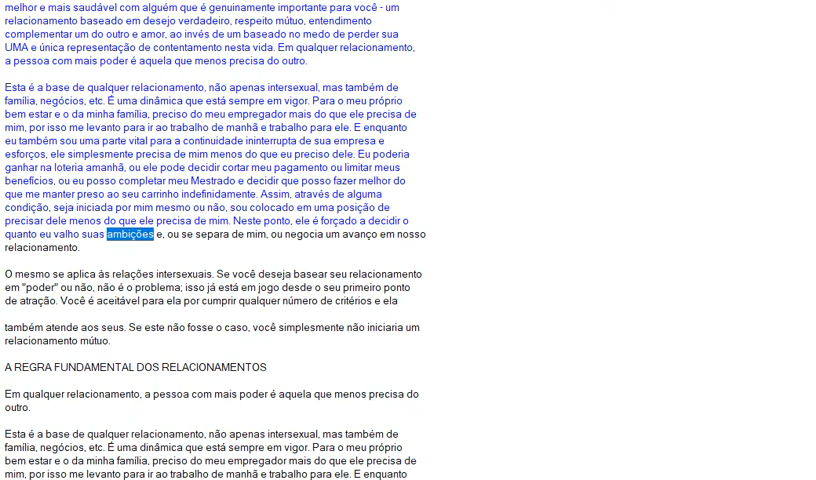 melhor e mais saudável com alguém que é genuinamente importante para você - um
relacionamento baseado em desejo verdadeiro, respeito mútuo, entendimento
complementar um do outro e amor, ao invés de um baseado no medo de perder sua
UMA e única representação de contentamento nesta vida. Em qualquer relacionamento,
a pessoa com mais poder é aquela que menos precisa do outro.
Esta é a base de qualquer relacionamento, não apenas intersexual, mas também de
família, negócios, etc. É uma dinâmica que está sempre em vigor. Para o meu próprio
bem estar e o da minha família, preciso do meu empregador mais do que ele precisa de
mim, por isso me levanto para ir ao trabalho de manhã e trabalho para ele. E enquanto
eu também sou uma parte vital para a continuidade ininterrupta de sua empresa e
esforços, ele simplesmente precisa de mim menos do que eu preciso dele. Eu poderia
ganhar na loteria amanhã, ou ele pode decidir cortar meu pagamento ou limitar meus
benefícios, ou eu posso completar meu Mestrado e decidir que posso fazer melhor do
que me manter preso ao seu carrinho indefinidamente. Assim, através de alguma
condição, seja iniciada por mim mesmo ou não, sou colocado em uma posição de
precisar dele menos do que ele precisa de mim. Neste ponto, ele é forçado a decidir o
quanto eu valho suas ambições e, ou se separa de mim, ou negocia um avanço em nosso
relacionamento.
O mesmo se aplica às relações intersexuais. Se você deseja basear seu relacionamento
em "poder" ou não, não é o problema; isso já está em jogo desde o seu primeiro ponto
de atração. Você é aceitável para ela por cumprir qualquer número de critérios e ela
também atende aos seus. Se este não fosse o caso, você simplesmente não iniciaria um
relacionamento mútuo.
A REGRA FUNDAMENTAL DOS RELACIONAMENTOS
Em qualquer relacionamento, a pessoa com mais poder é aquela que menos precisa do
outro.
Esta é a base de qualquer relacionamento, não apenas intersexual, mas também de
família, negócios, etc. É uma dinâmica que está sempre em vigor. Para o meu próprio
bem estar e o da minha família, preciso do meu empregador mais do que ele precisa de
mim, por isso me levanto para ir ao trabalho de manhã e trabalho para ele. E enquanto